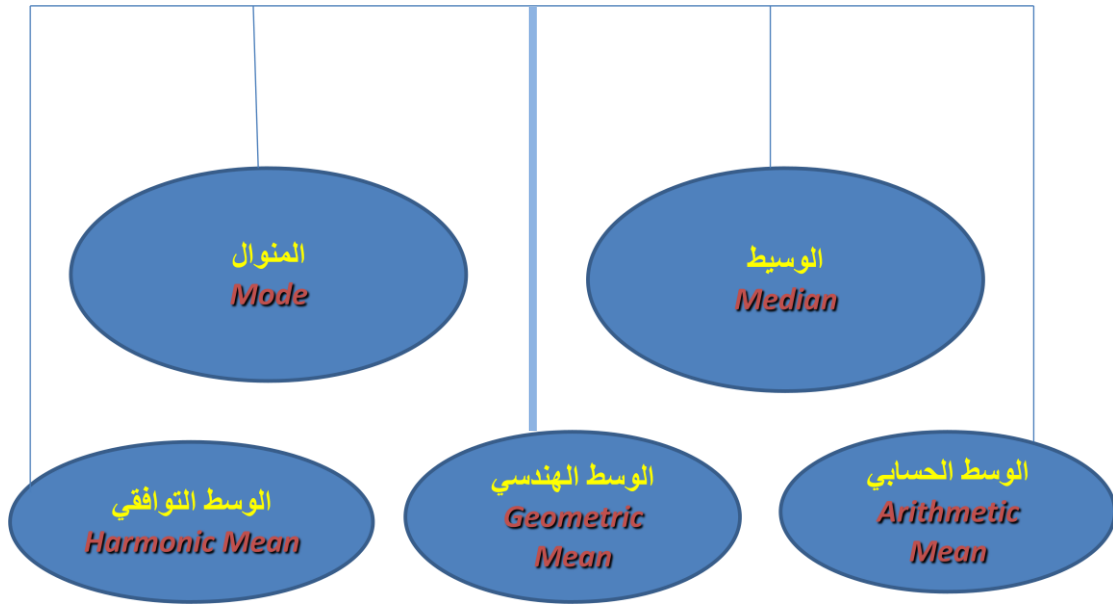 الوسيط
Median
المنوال
Mode
الوسط الحسابي
Arithmetic
Mean
الوسط الهندسي
Geometric
Mean
الوسط التوافقي
Harmonic Mean